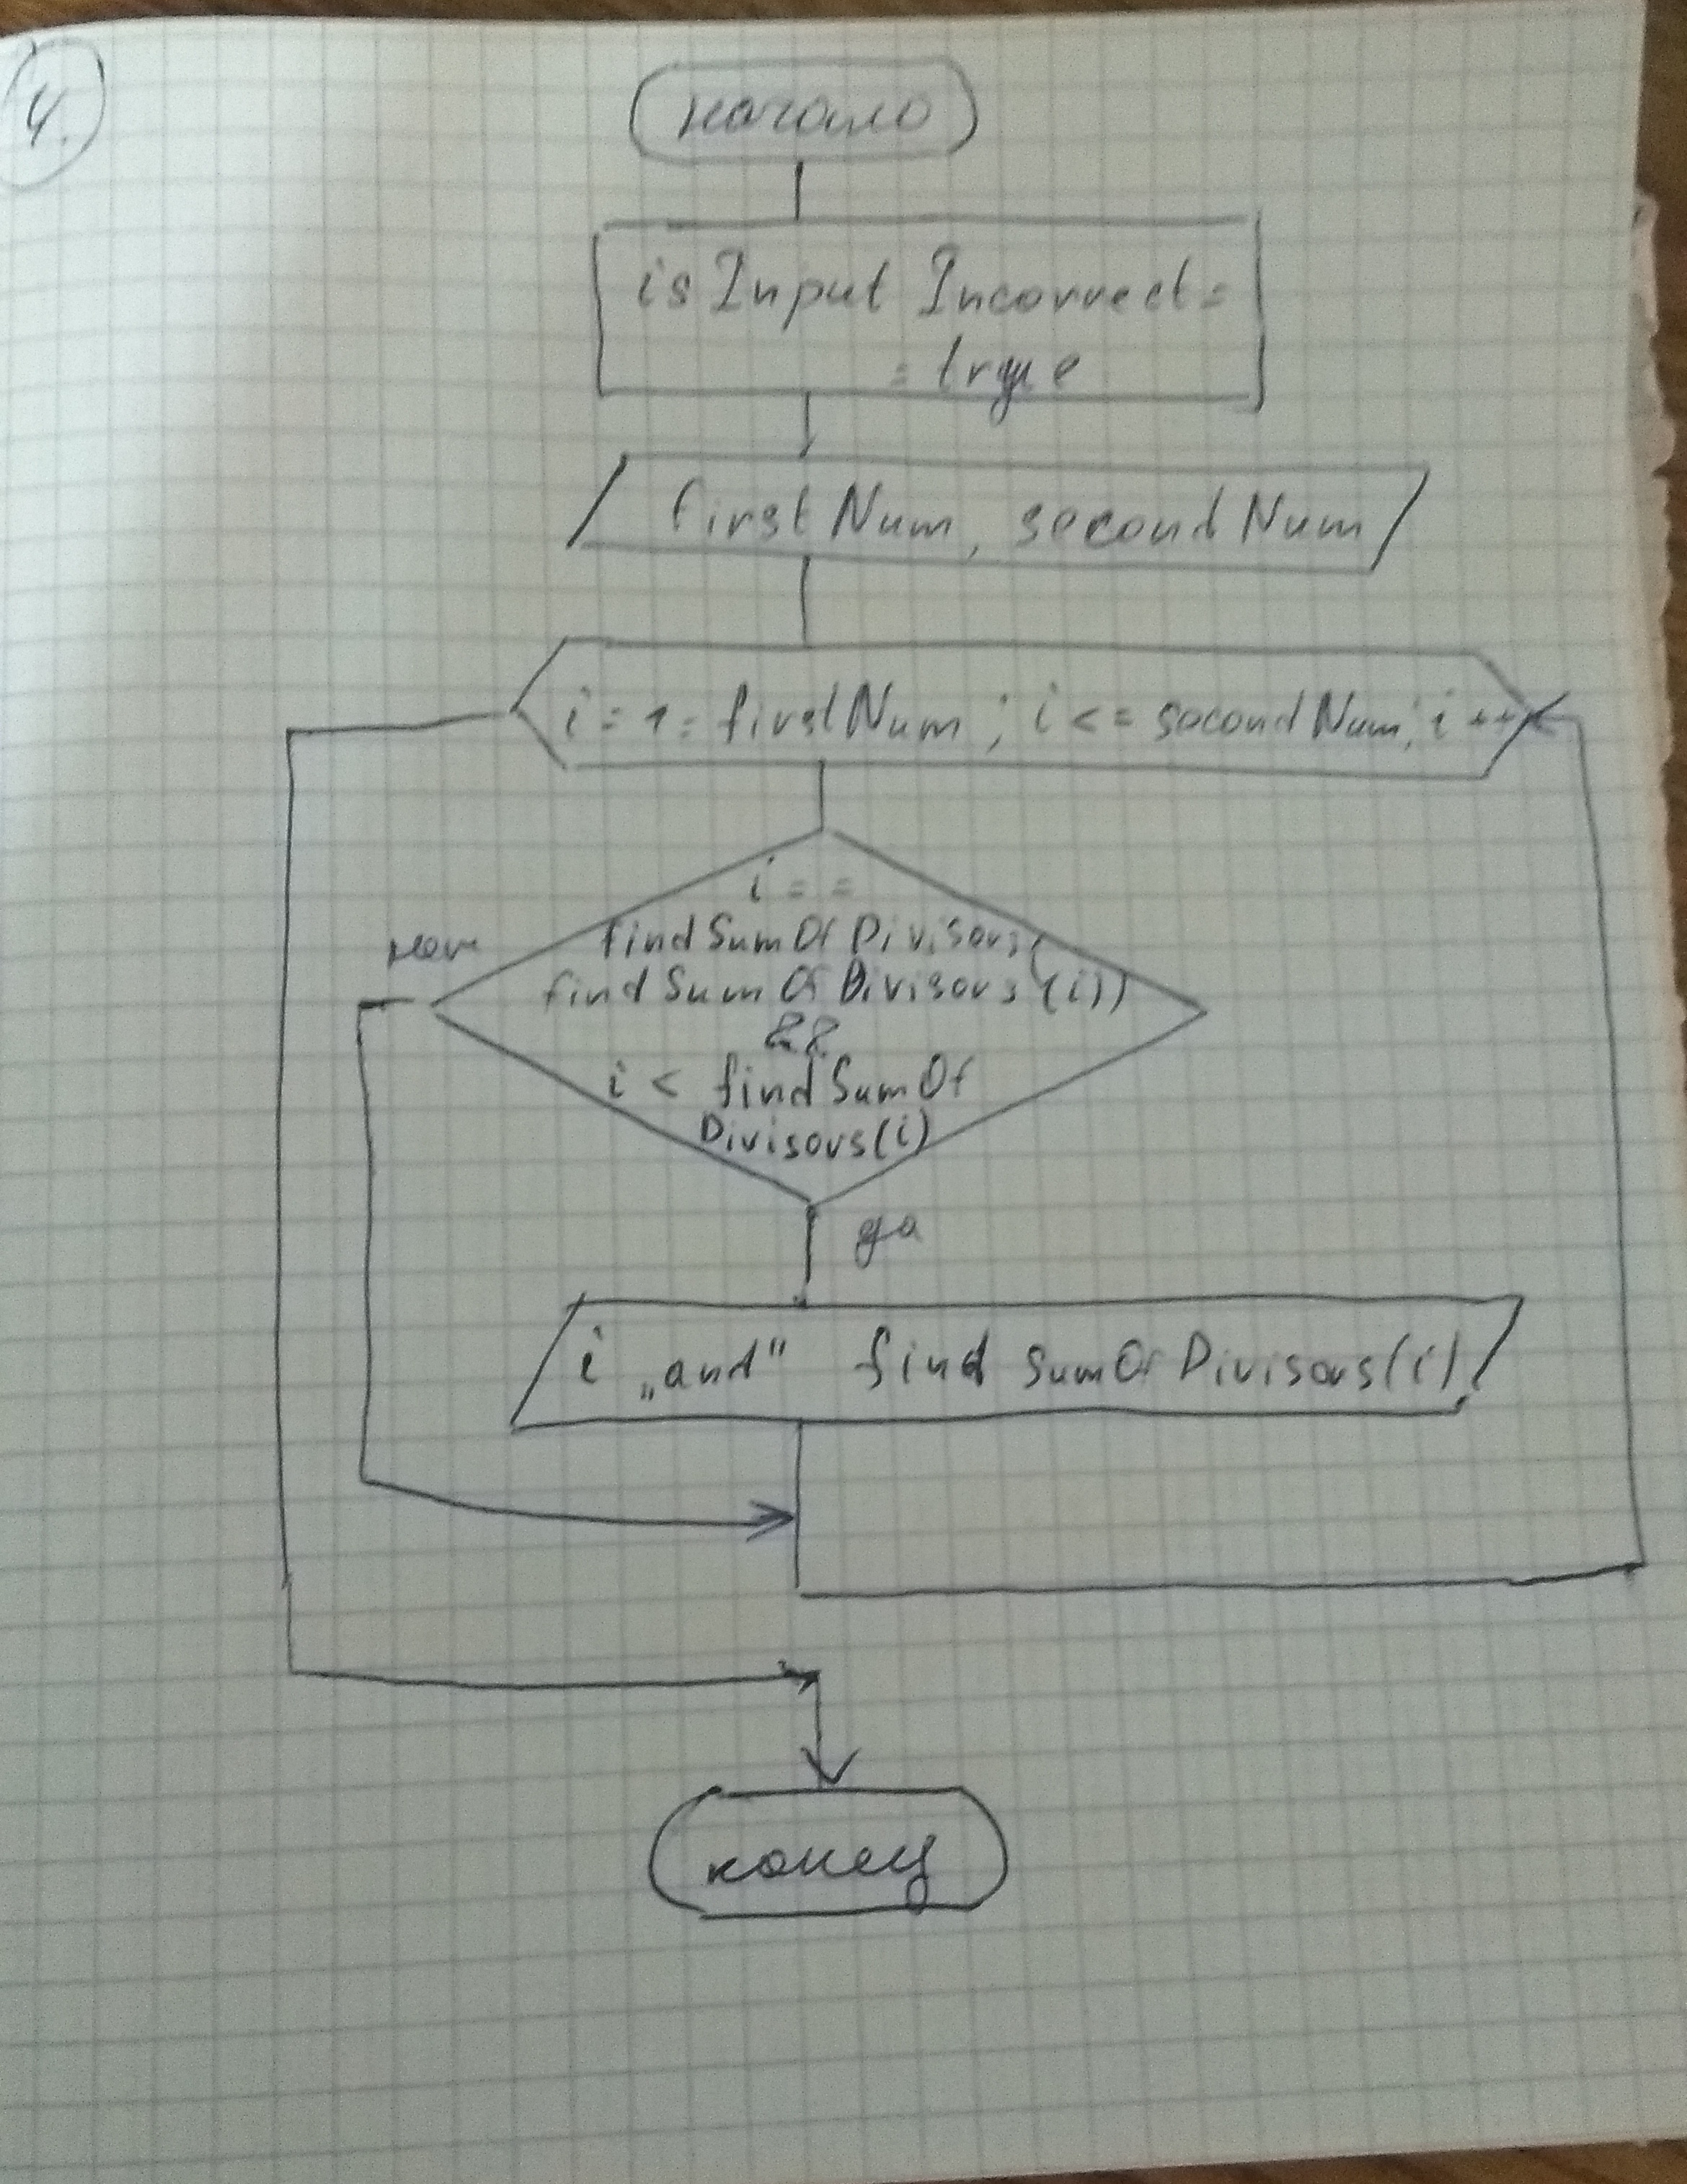 4.
начало
isInputIncorrect=
= true
firstNum, secondNum
i = 1 = firstNum; i <= secondNum; i++
i ==
findSumOfDivisors(
нет
findSumOfDivisors(i))
&&
i < findSumOf
Divisors(i)
да
i „and" findSumOfDivisors(i)
конец